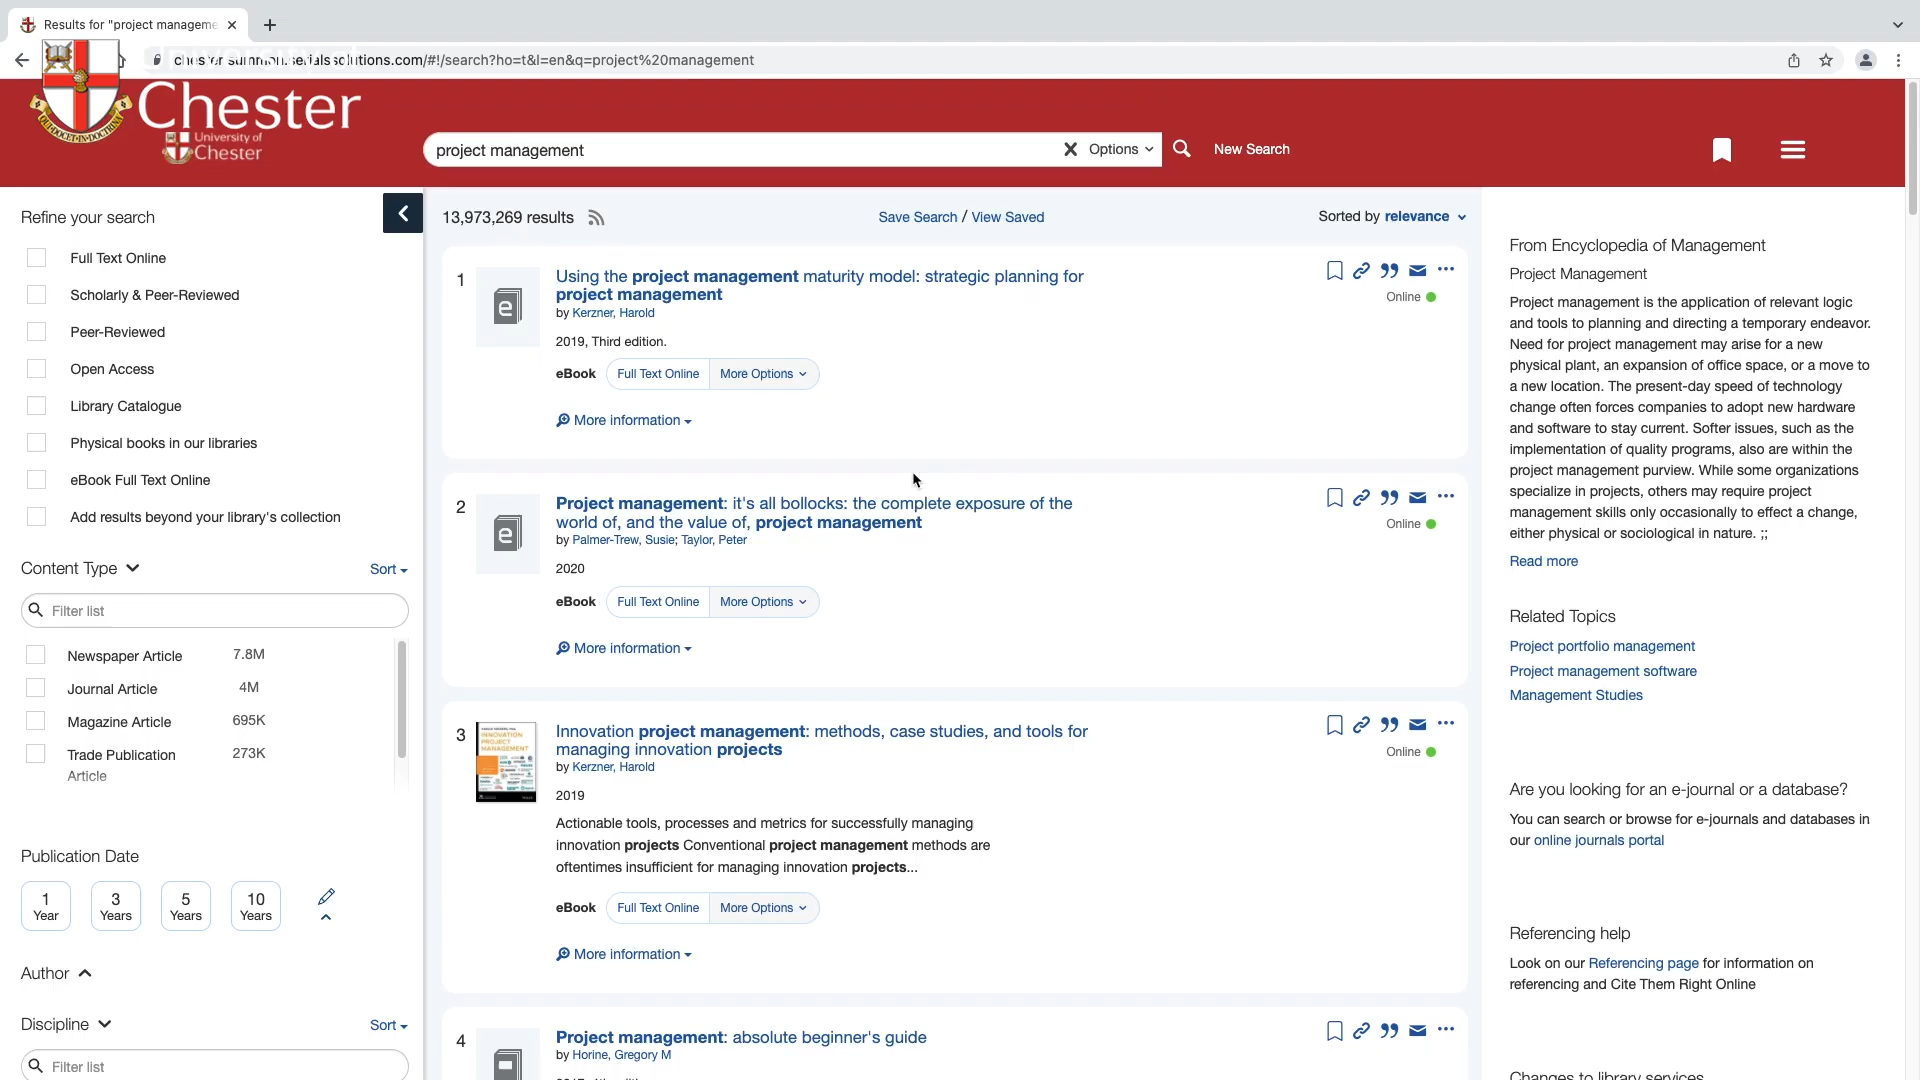 Results for "project manageme
chester.summon.serialssolutions.com/#!/search?ho=t&l=en&q=project%20management
Chester
University of
Chester
project management
Options
New Search
Refine your search
Full Text Online
Scholarly & Peer-Reviewed
Peer-Reviewed
Open Access
Library Catalogue
Physical books in our libraries
eBook Full Text Online
Add results beyond your library's collection
Content Type
Sort
Filter list
Newspaper Article 7.8M
Journal Article 4M
Magazine Article 695K
Trade Publication 273K
Article
Publication Date
1
Year
3
Years
5
Years
10
Years
Author
Discipline
Sort
Filter list
13,973,269 results
Save Search / View Saved
Sorted by relevance
1
Using the project management maturity model: strategic planning for
project management
by Kerzner, Harold
2019, Third edition.
eBook Full Text Online More Options
More information
Online
2
Project management: it's all bollocks: the complete exposure of the
world of, and the value of, project management
by Palmer-Trew, Susie; Taylor, Peter
2020
eBook Full Text Online More Options
More information
Online
3
INNOVATION
PROJECT
MANAGEMENT
Innovation project management: methods, case studies, and tools for
managing innovation projects
by Kerzner, Harold
2019
Actionable tools, processes and metrics for successfully managing
innovation projects Conventional project management methods are
oftentimes insufficient for managing innovation projects...
eBook Full Text Online More Options
More information
Online
4
Project management: absolute beginner's guide
by Horine, Gregory M
From Encyclopedia of Management
Project Management
Project management is the application of relevant logic
and tools to planning and directing a temporary endeavor.
Need for project management may arise for a new
physical plant, an expansion of office space, or a move to
a new location. The present-day speed of technology
change often forces companies to adopt new hardware
and software to stay current. Softer issues, such as the
implementation of quality programs, also are within the
project management purview. While some organizations
specialize in projects, others may require project
management skills only occasionally to effect a change,
either physical or sociological in nature. ;;
Read more
Related Topics
Project portfolio management
Project management software
Management Studies
Are you looking for an e-journal or a database?
You can search or browse for e-journals and databases in
our online journals portal
Referencing help
Look on our Referencing page for information on
referencing and Cite Them Right Online
Changes to library services